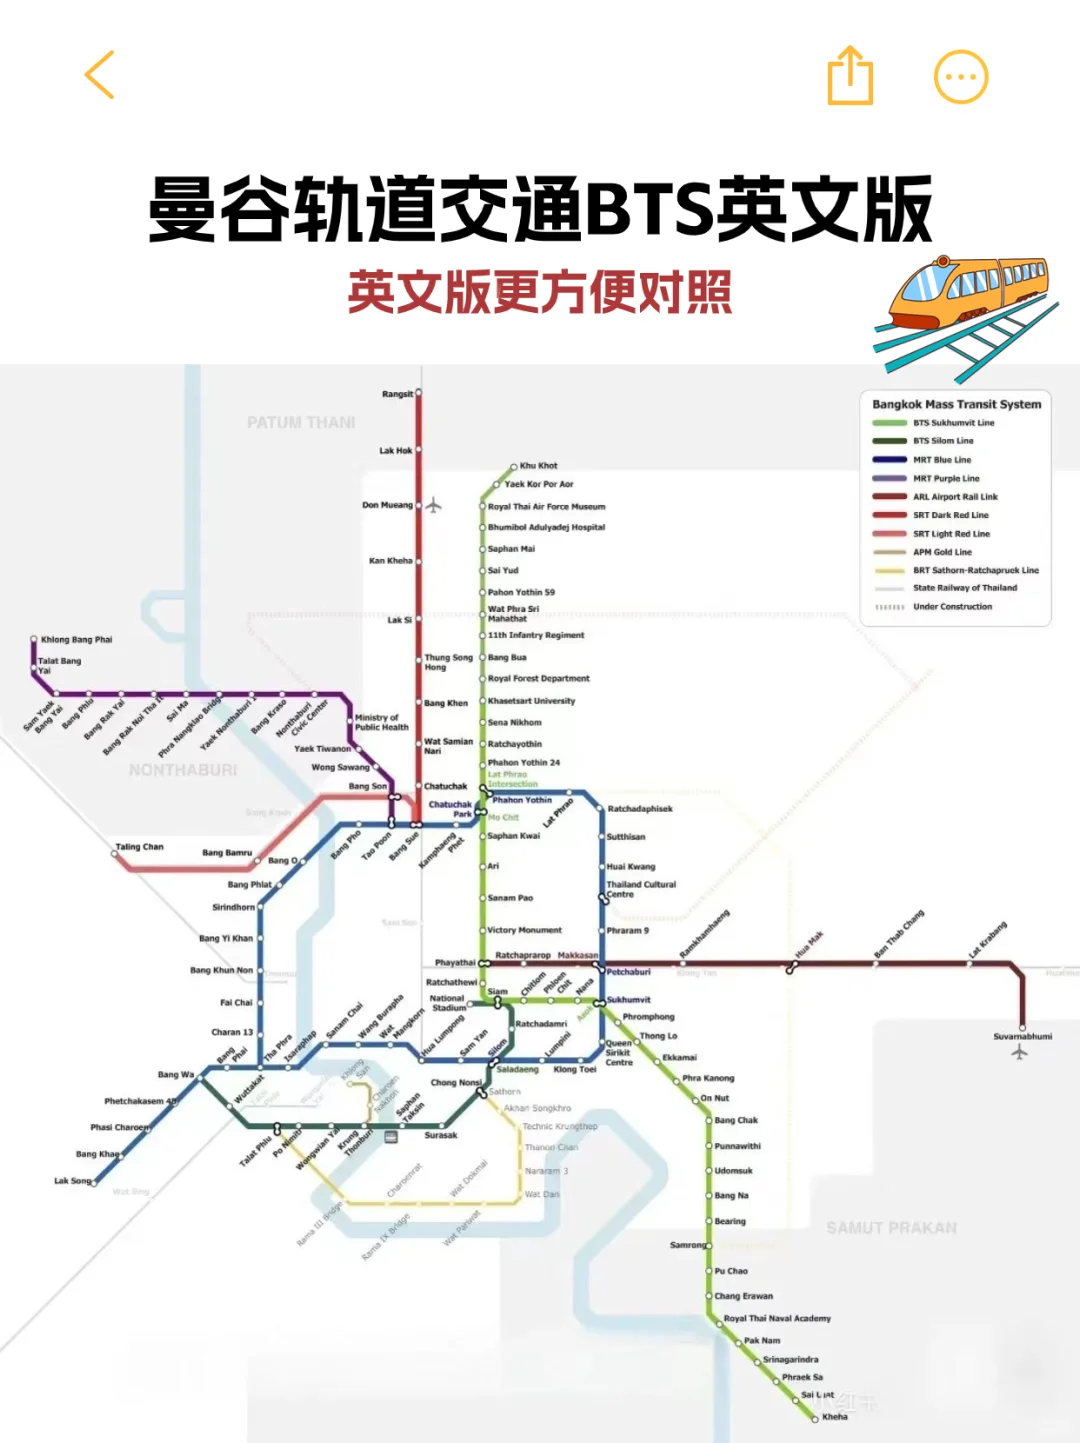 曼谷轨道交通BTS英文版
英文版更方便对照
Bangkok Mass Transit System
BTS Sukhumvit Line
BTS Silom Line
MRT Blue Line
MRT Purple Line
ARL Airport Rail Link
SRT Dark Red Line
SRT Light Red Line
APM Gold Line
BRT Sathorn-Ratchapruek Line
State Railway of Thailand
Under Construction
PATUM THANI
Rangsit
Lak Hok
Don Mueang
Kan Kheha
Lak Si
Thung Song
Hong
Bang Khen
Wat Samian
Nari
Chatuchak
Khu Khot
Yaek Kor Por Aor
Royal Thai Air Force Museum
Bhumibol Adulyadej Hospital
Saphan Mai
Sai Yud
Pahon Yothin 59
Wat Phra Sri
Mahathat
11th Infantry Regiment
Bang Bua
Royal Forest Department
Khasetsart University
Sena Nikhom
Ratchayothin
Phahon Yothin 24
Lat Phrao
Intersection
Phahon Yothin
Chatuchak
Park
Mo Chit
Saphan Kwai
Ari
Sanam Pao
Victory Monument
Phayathai
Ratchathewi
National
Stadium
Siam
Khlong Bang Phai
Talat Bang
Yai
Sam Yaek
Bang Yai
Bang Phlu
Bang Rak Yai
Bang Rak Noi Tha It
Sai Ma
Phra Nangklao Bridg
Yaek Nonthaburi
Bang Kraso
Nonthaburi
Civic Center
Ministry of
Public Health
Yaek Tiwanon
Wong Sawang
Bang Son
NONTHABURI
Taling Chan
Bang Bamru
Bang O
Bang Pho
Tao Poon
Bang Sue
Kamphaeng
Phet
Lat Phrao
Ratchadaphisek
Sutthisan
Huai Kwang
Thailand Cultural
Centre
Phraram 9
Petchaburi
Sukhumvit
Bang Phlat
Sirindhorn
Bang Yi Khan
Bang Khun Non
Fai Chai
Charan 13
Ratchaprarop
Makkasan
Ramkhamhaeng
Hua Mak
Ban Thab Chang
Lat Krabang
Suvarnabhumi
Chitlom
Phloen
Chit
Nana
Asok
Phromphong
Thong Lo
Ekkamai
Phra Kanong
On Nut
Bang Chak
Punnawithi
Udomsuk
Bang Na
Bearing
Samrong
Pu Chao
Chang Erawan
Royal Thai Naval Academy
Pak Nam
Srinagarindra
Phraek Sa
Kheha
SAMUT PRAKAN
Bang Wa
Bang
Phai
Tha Phra
Isaraphap
Sanam Chai
Wang Burapha
Wat
Mangkorn
Hua Lumpong
Sam Yan
Silom
Lumpini
Klong Toei
Queen
Sirikit
Centre
Ratchadamri
Saladaeng
Chong Nonsi
Sathorn
Surasak
Saphan
Taksin
Krung
Thonburi
Wongwian Yai
Po Nimitr
Talat Phlu
Wuttakat
Khlong
San
Charoen
Nakhon
Phetchakasem 48
Phasi Charoen
Bang Khae
Lak Song
Akhan Songkhro
Technic Krungthep
Thanon Chan
Nararam 3
Wat Dan
Wat Pariwat
Wat Dokmai
Rama IX Bridge
Charoenrat
Rama III Bridge